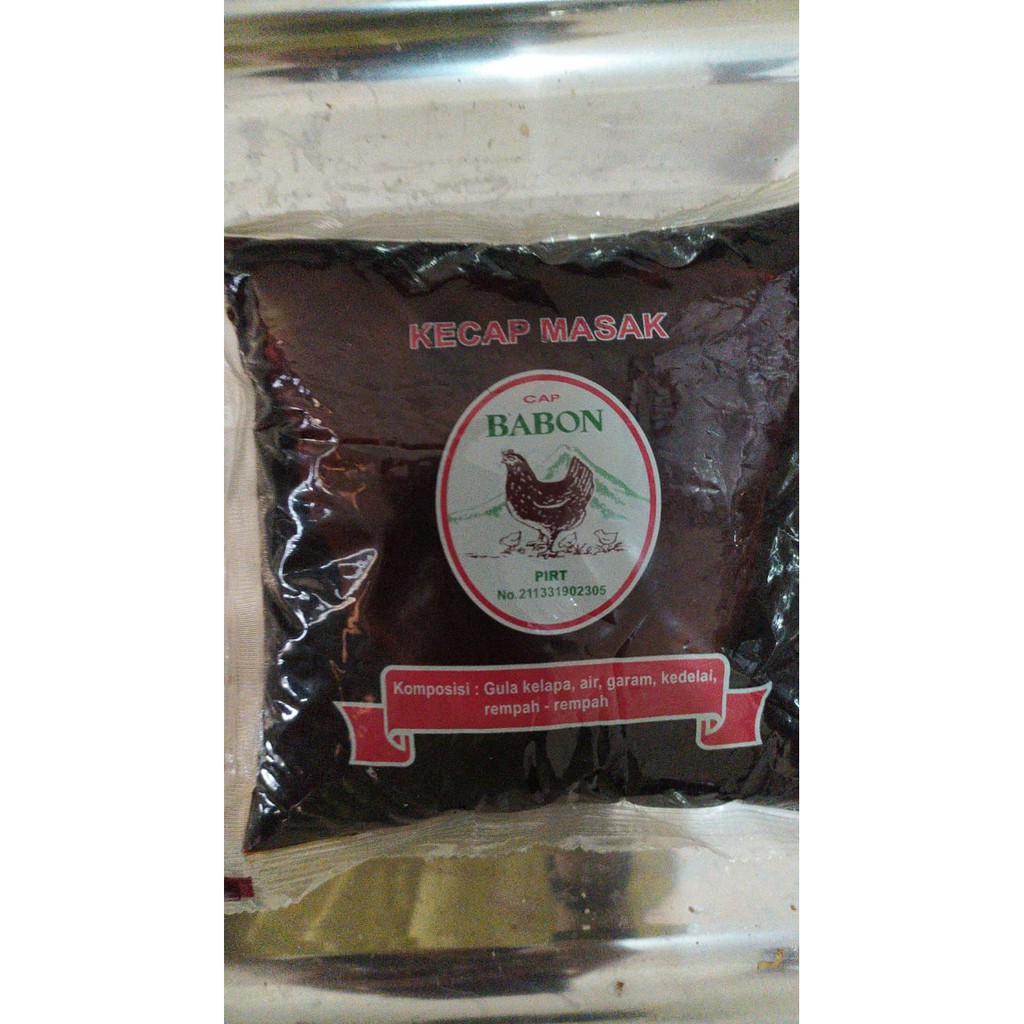 KECAP MASAK
CAP
BABON
PIRT
No.211331902305
Komposisi : Gula kelapa, air, garam, kedelai,
rempah - rempah